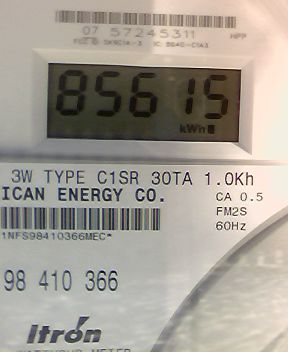 07 57245311 HPP
85615
kWh
3W TYPE C1SR 30TA 1.0Kh
ICAN ENERGY CO. CA 0.5
FM2S
60Hz
1NFS98410366MEC*
98 410 366
Itron